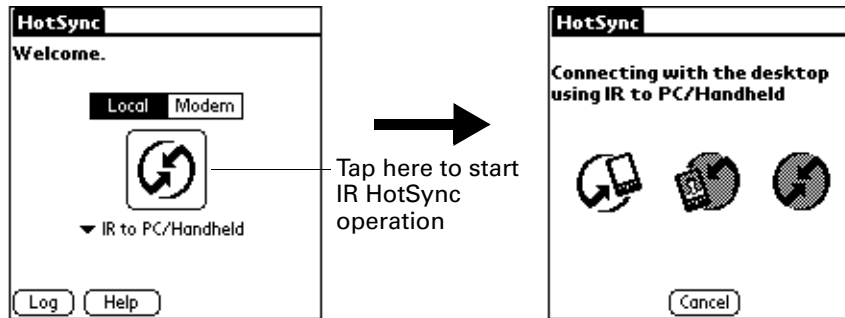 HotSync
Welcome.
Local Modem
Tap here to start
IR HotSync
operation
IR to PC/Handheld
Log Help
HotSync
Connecting with the desktop
using IR to PC/Handheld
Cancel